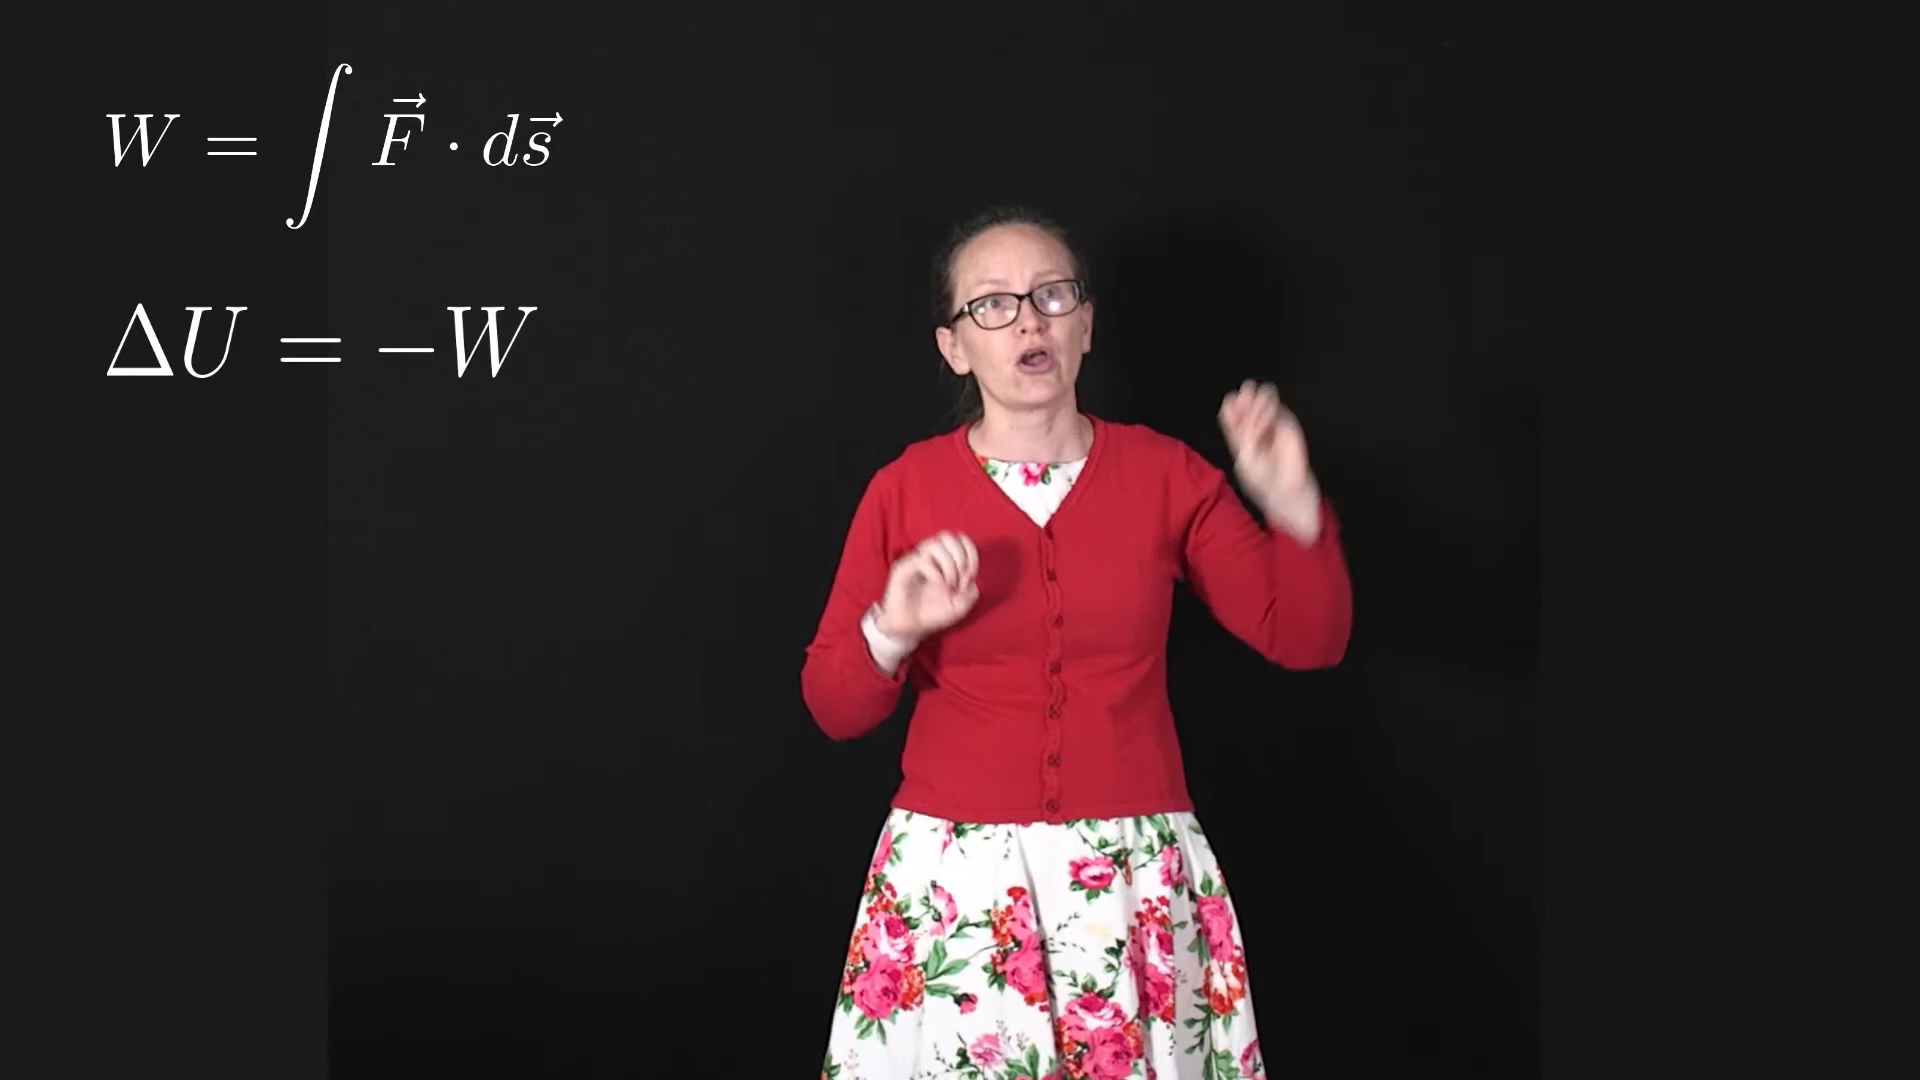 W = ∫ F⃗ · ds⃗
ΔU = −W